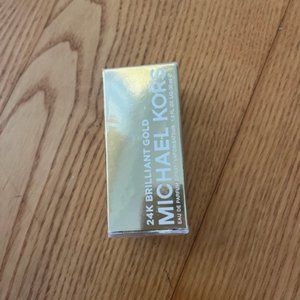 24K BRILLIANT GOLD
MICHAEL KORS
EAU DE PARFUM